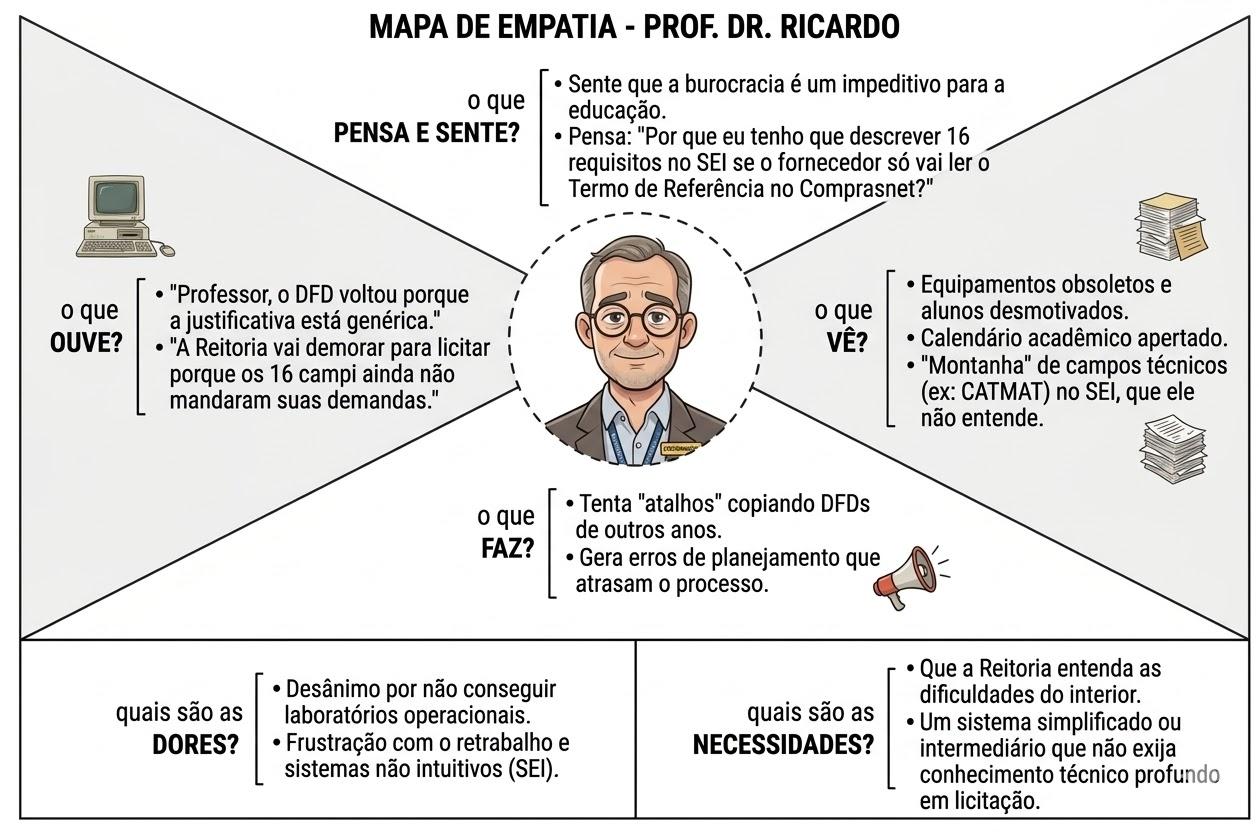 MAPA DE EMPATIA - PROF. DR. RICARDO
o que
PENSA E SENTE?
• Sente que a burocracia é um impeditivo para a
educação.
• Pensa: "Por que eu tenho que descrever 16
requisitos no SEI se o fornecedor só vai ler o
Termo de Referência no Comprasnet?"
o que
OUVE?
• "Professor, o DFD voltou porque
a justificativa está genérica."
• "A Reitoria vai demorar para licitar
porque os 16 campi ainda não
mandaram suas demandas."
o que
VÊ?
• Equipamentos obsoletos e
alunos desmotivados.
• Calendário acadêmico apertado.
• "Montanha" de campos técnicos
(ex: CATMAT) no SEI, que ele
não entende.
o que
FAZ?
• Tenta "atalhos" copiando DFDs
de outros anos.
• Gera erros de planejamento que
atrasam o processo.
quais são as
DORES?
• Desânimo por não conseguir
laboratórios operacionais.
• Frustração com o retrabalho e
sistemas não intuitivos (SEI).
quais são as
NECESSIDADES?
• Que a Reitoria entenda as
dificuldades do interior.
• Um sistema simplificado ou
intermediário que não exija
conhecimento técnico profundo
em licitação.